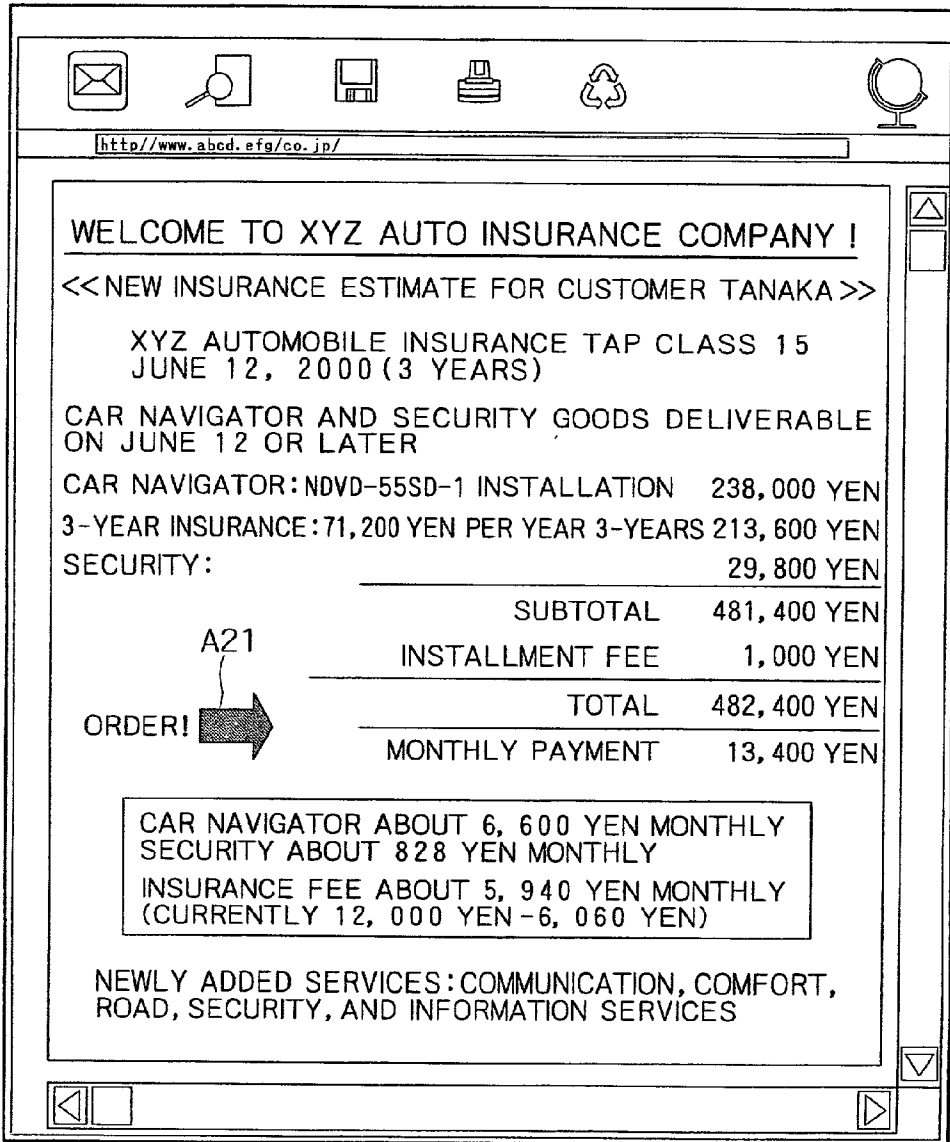 http//www.abcd.efg/co.jp/
WELCOME TO XYZ AUTO INSURANCE COMPANY !
<<NEW INSURANCE ESTIMATE FOR CUSTOMER TANAKA>>
XYZ AUTOMOBILE INSURANCE TAP CLASS 15
JUNE 12, 2000(3 YEARS)
CAR NAVIGATOR AND SECURITY GOODS DELIVERABLE
ON JUNE 12 OR LATER
CAR NAVIGATOR:NDVD-55SD-1 INSTALLATION 238,000 YEN
3-YEAR INSURANCE:71,200 YEN PER YEAR 3-YEARS 213,600 YEN
SECURITY: 29,800 YEN
SUBTOTAL 481,400 YEN
A21
INSTALLMENT FEE 1,000 YEN
TOTAL 482,400 YEN
ORDER!
MONTHLY PAYMENT 13,400 YEN
CAR NAVIGATOR ABOUT 6, 600 YEN MONTHLY
SECURITY ABOUT 828 YEN MONTHLY
INSURANCE FEE ABOUT 5, 940 YEN MONTHLY
(CURRENTLY 12, 000 YEN-6, 060 YEN)
NEWLY ADDED SERVICES:COMMUNICATION, COMFORT,
ROAD, SECURITY, AND INFORMATION SERVICES